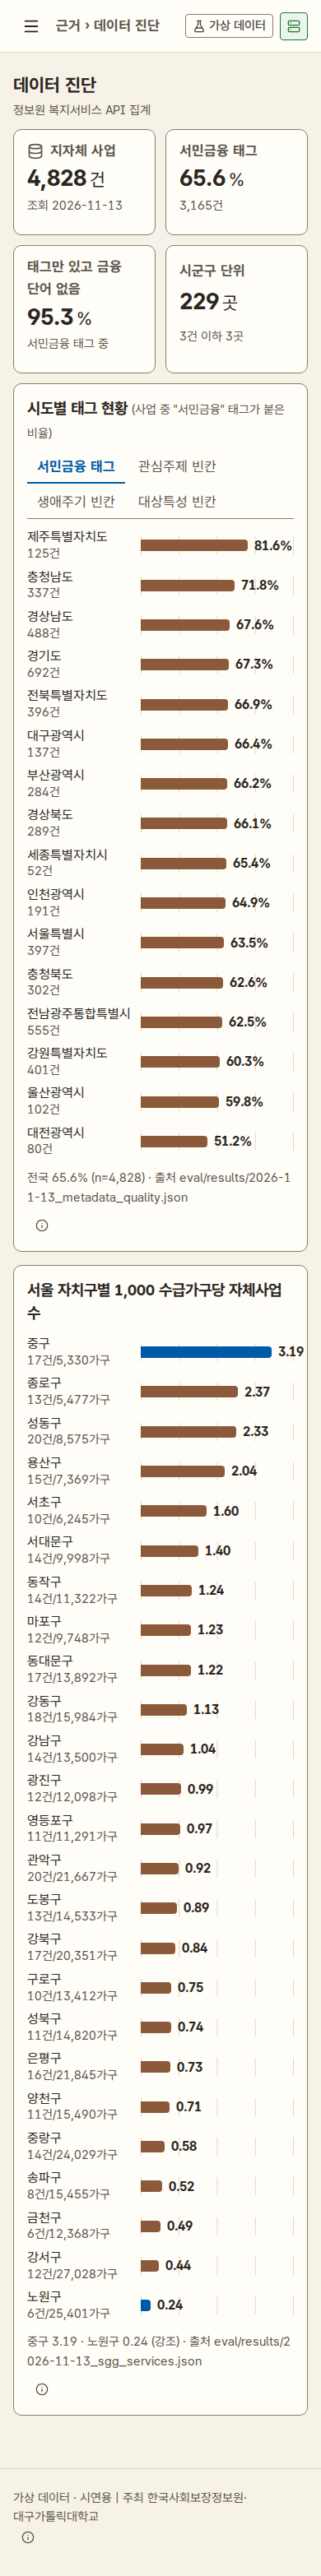 근거 › 데이터 진단
가상 데이터
데이터 진단
정보원 복지서비스 API 집계
지자체 사업
4,828 건
조회 2026-11-13
서민금융 태그
65.6 %
3,165건
태그만 있고 금융
단어 없음
95.3 %
서민금융 태그 중
시군구 단위
229 곳
3건 이하 3곳
시도별 태그 현황 (사업 중 "서민금융" 태그가 붙은
비율)
서민금융 태그
관심주제 빈칸
생애주기 빈칸
대상특성 빈칸
제주특별자치도
125건
81.6%
충청남도
337건
71.8%
경상남도
488건
67.6%
경기도
692건
67.3%
전북특별자치도
396건
66.9%
대구광역시
137건
66.4%
부산광역시
284건
66.2%
경상북도
289건
66.1%
세종특별자치시
52건
65.4%
인천광역시
191건
64.9%
서울특별시
397건
63.5%
충청북도
302건
62.6%
전남광주통합특별시
555건
62.5%
강원특별자치도
401건
60.3%
울산광역시
102건
59.8%
대전광역시
80건
51.2%
전국 65.6% (n=4,828) · 출처 eval/results/2026-1
1-13_metadata_quality.json
서울 자치구별 1,000 수급가구당 자체사업
수
중구
17건/5,330가구
3.19
종로구
13건/5,477가구
2.37
성동구
20건/8,575가구
2.33
용산구
15건/7,369가구
2.04
서초구
10건/6,245가구
1.60
서대문구
14건/9,998가구
1.40
동작구
14건/11,322가구
1.24
마포구
12건/9,748가구
1.23
동대문구
17건/13,892가구
1.22
강동구
18건/15,984가구
1.13
강남구
14건/13,500가구
1.04
광진구
12건/12,098가구
0.99
영등포구
11건/11,291가구
0.97
관악구
20건/21,667가구
0.92
도봉구
13건/14,533가구
0.89
강북구
17건/20,351가구
0.84
구로구
10건/13,412가구
0.75
성북구
11건/14,820가구
0.74
은평구
16건/21,845가구
0.73
양천구
11건/15,490가구
0.71
중랑구
14건/24,029가구
0.58
송파구
8건/15,455가구
0.52
금천구
6건/12,368가구
0.49
강서구
12건/27,028가구
0.44
노원구
6건/25,401가구
0.24
중구 3.19 · 노원구 0.24 (강조) · 출처 eval/results/2
026-11-13_sgg_services.json
가상 데이터 · 시연용 | 주최 한국사회보장정보원·
대구가톨릭대학교